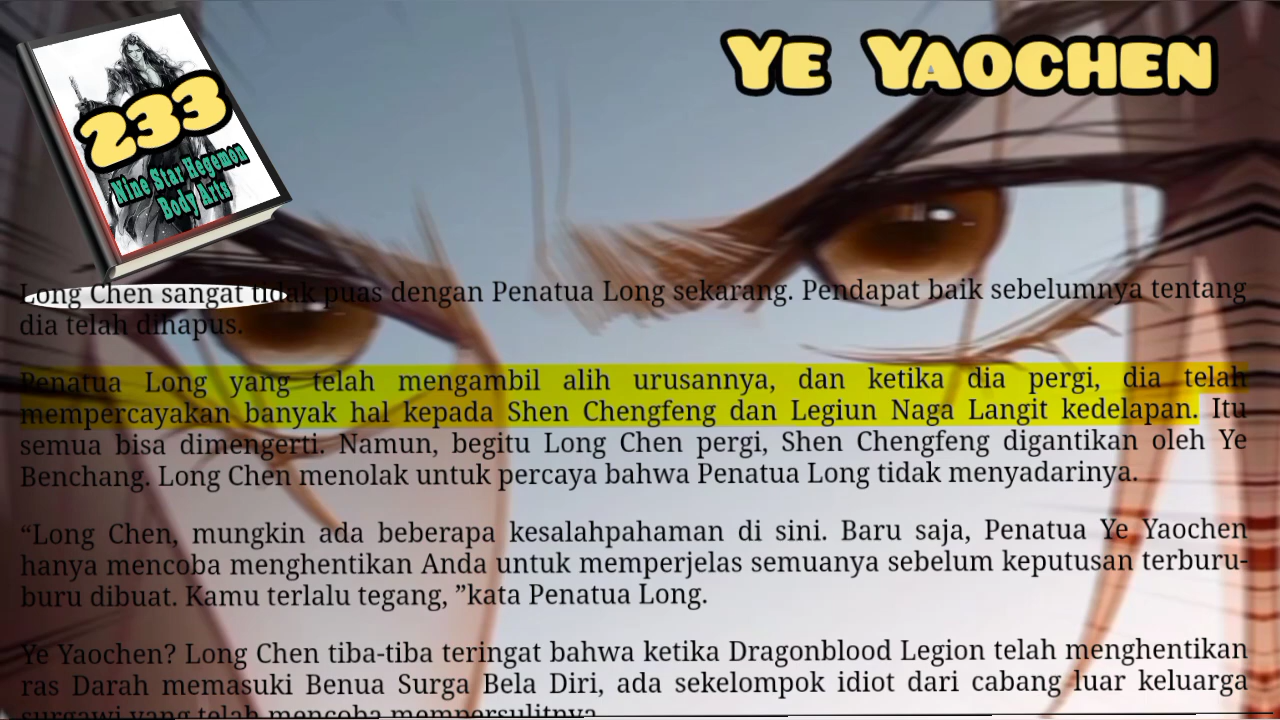 Ye Yaochen
233
Nine Star Hegemon
Body Arts
Long Chen sangat tidak puas dengan Penatua Long sekarang. Pendapat baik sebelumnya tentang
dia telah dihapus.
Penatua Long yang telah mengambil alih urusannya, dan ketika dia pergi, dia telah
mempercayakan banyak hal kepada Shen Chengfeng dan Legiun Naga Langit kedelapan. Itu
semua bisa dimengerti. Namun, begitu Long Chen pergi, Shen Chengfeng digantikan oleh Ye
Benchang. Long Chen menolak untuk percaya bahwa Penatua Long tidak menyadarinya.
“Long Chen, mungkin ada beberapa kesalahpahaman di sini. Baru saja, Penatua Ye Yaochen
hanya mencoba menghentikan Anda untuk memperjelas semuanya sebelum keputusan terburu-
buru dibuat. Kamu terlalu tegang, ”kata Penatua Long.
Ye Yaochen? Long Chen tiba-tiba teringat bahwa ketika Dragonblood Legion telah menghentikan
ras Darah memasuki Benua Surga Bela Diri, ada sekelompok idiot dari cabang luar keluarga
surgawi yang telah mencoba mempersulitnya.